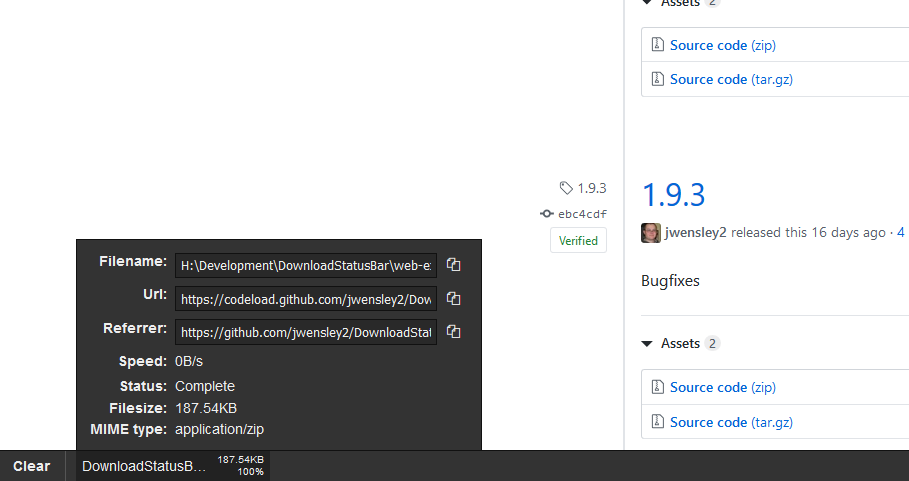 Assets 2
Source code (zip)
Source code (tar.gz)
1.9.3
ebc4cdf
Verified
1.9.3
jwensley2 released this 16 days ago · 4
Bugfixes
Assets 2
Source code (zip)
Source code (tar.gz)
Filename: H:\Development\DownloadStatusBar\web-e
Url: https://codeload.github.com/jwensley2/Dow
Referrer: https://github.com/jwensley2/DownloadStat
Speed: 0B/s
Status: Complete
Filesize: 187.54KB
MIME type: application/zip
Clear
DownloadStatusB...
187.54KB
100%